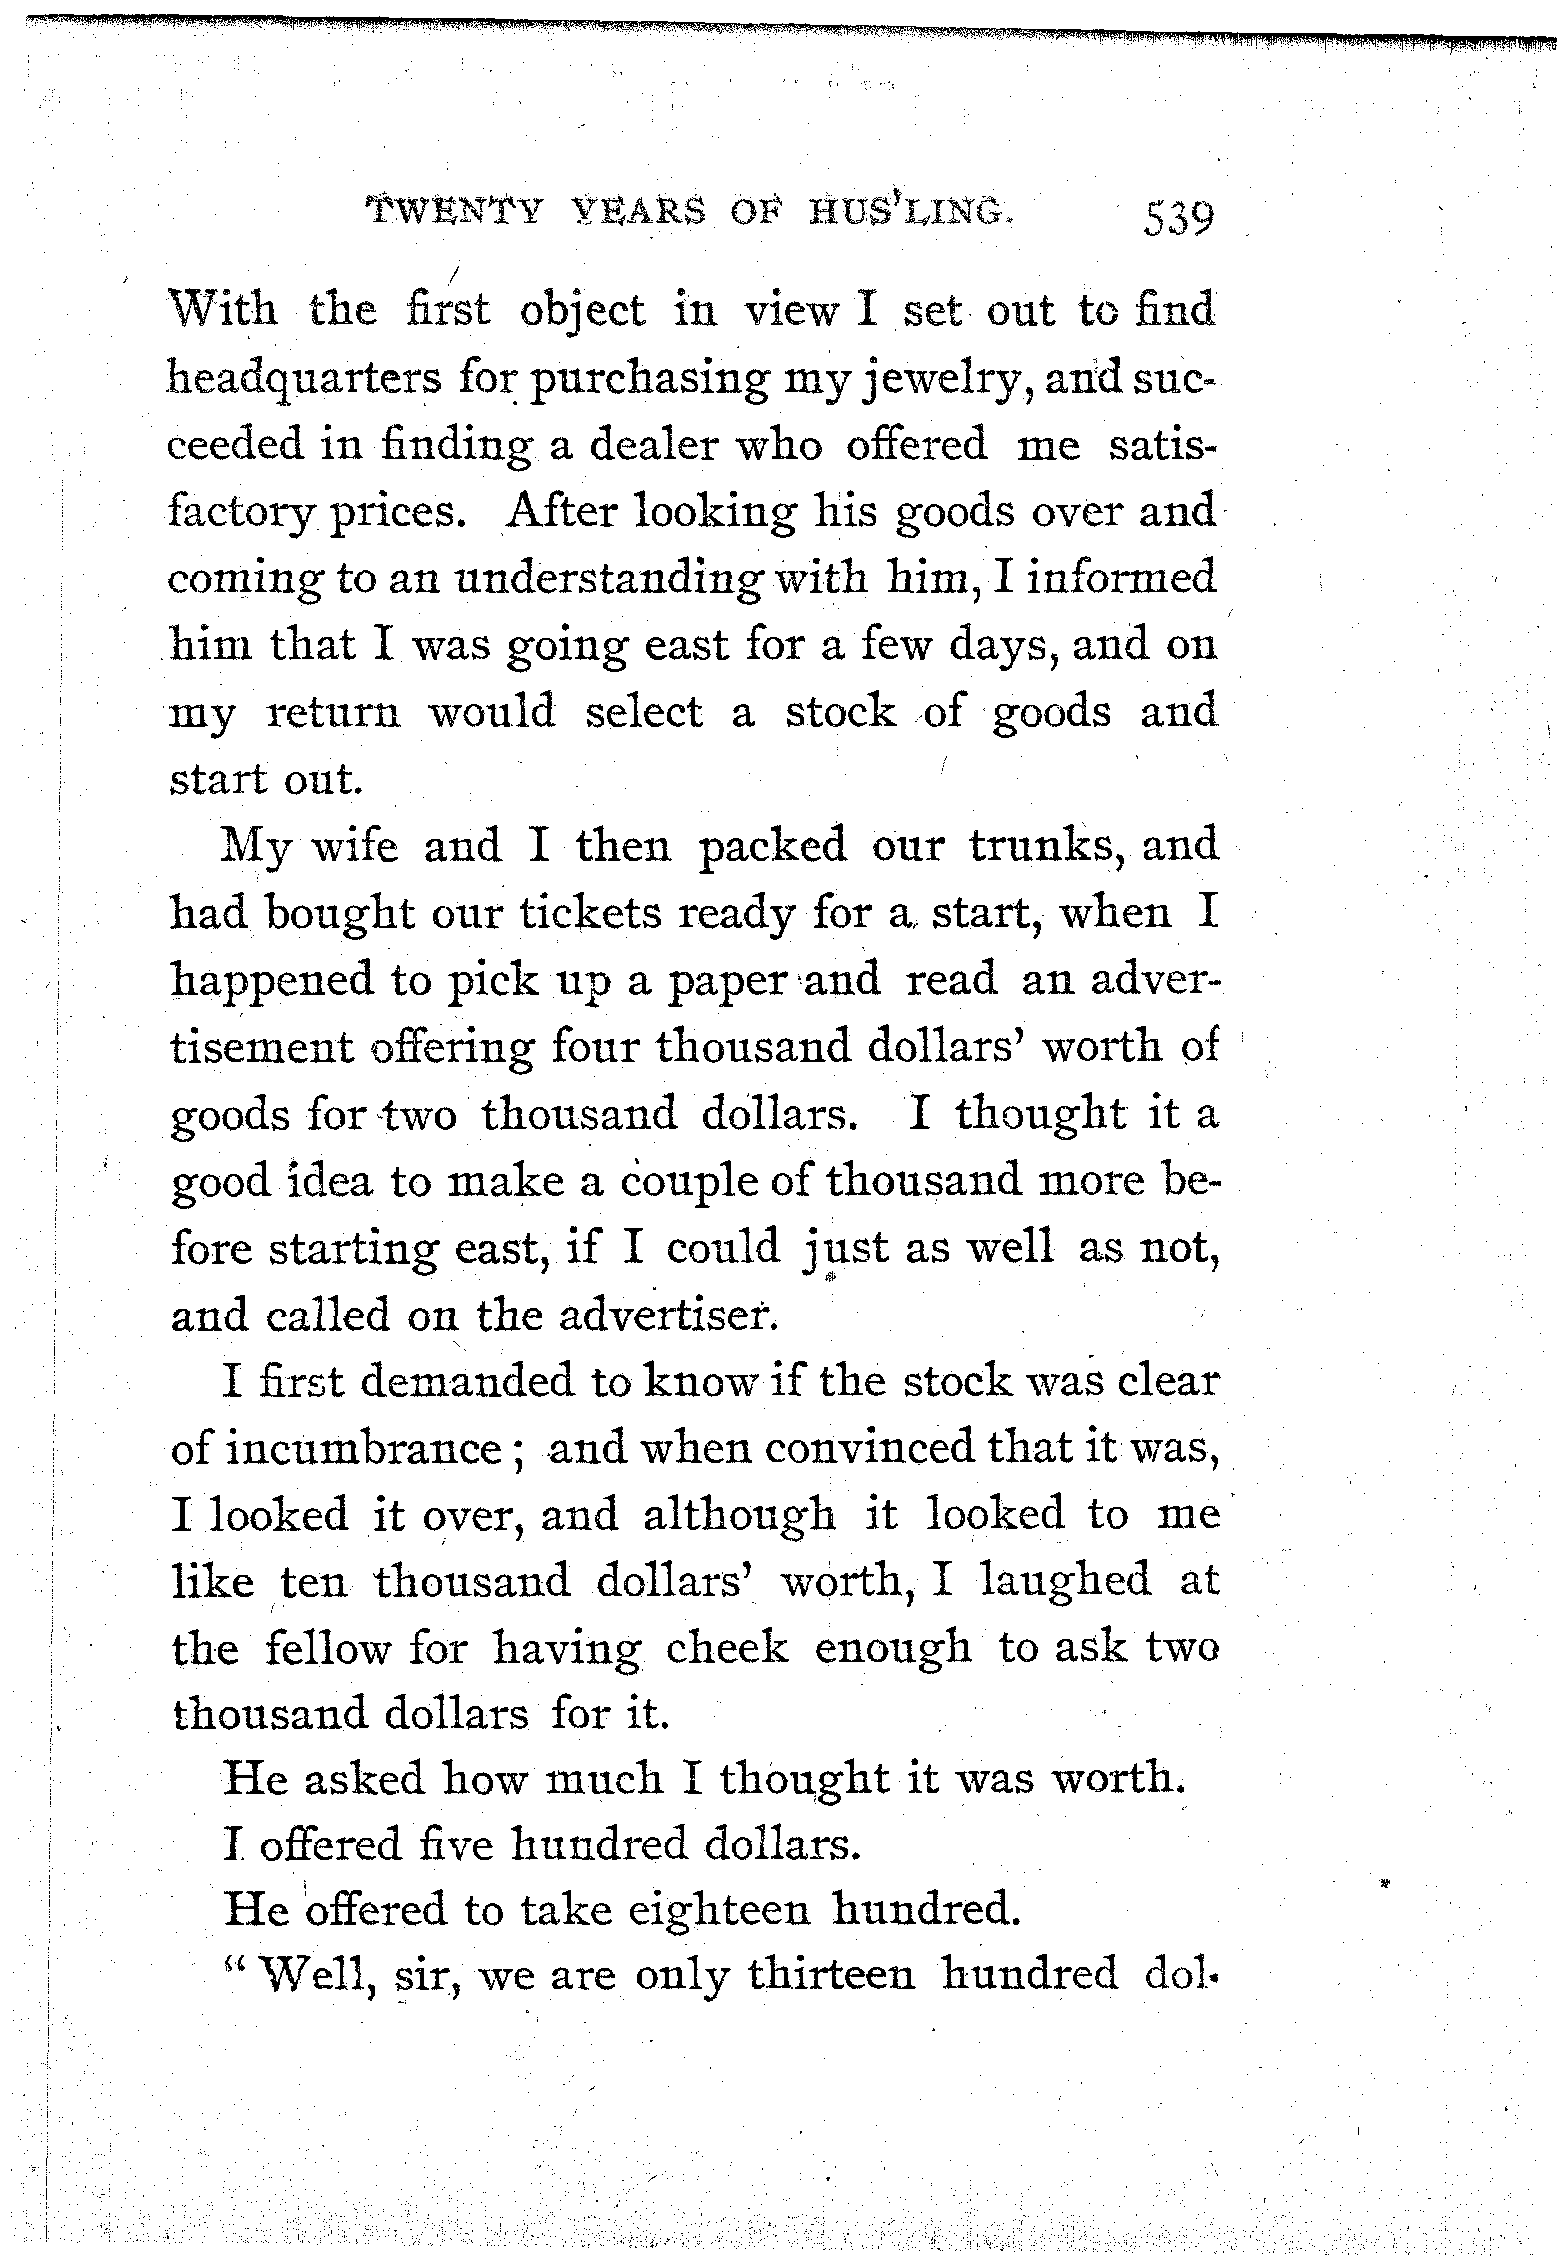 TWENTY YEARS OF HUS'LING. 539
With the first object in view I set out to find
headquarters for purchasing my jewelry, and suc-
ceeded in finding a dealer who offered me satis-
factory prices. After looking his goods over and
coming to an understanding with him, I informed
him that I was going east for a few days, and on
my return would select a stock of goods and
start out.
My wife and I then packed our trunks, and
had bought our tickets ready for a start, when I
happened to pick up a paper and read an adver-
tisement offering four thousand dollars' worth of
goods for two thousand dollars. I thought it a
good idea to make a couple of thousand more be-
fore starting east, if I could just as well as not,
and called on the advertiser.
I first demanded to know if the stock was clear
of incumbrance; and when convinced that it was,
I looked it over, and although it looked to me
like ten thousand dollars' worth, I laughed at
the fellow for having cheek enough to ask two
thousand dollars for it.
He asked how much I thought it was worth.
I offered five hundred dollars.
He offered to take eighteen hundred.
"Well, sir, we are only thirteen hundred dol-